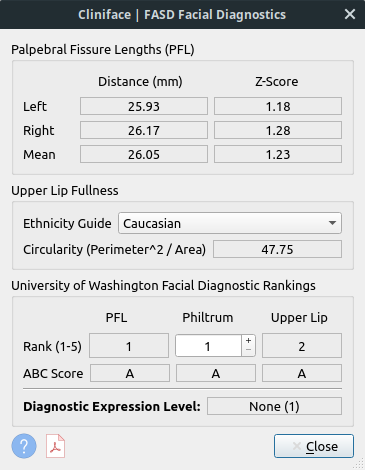 Cliniface | FASD Facial Diagnostics
Palpebral Fissure Lengths (PFL)
Distance (mm) Z-Score
Left 25.93 1.18
Right 26.17 1.28
Mean 26.05 1.23
Upper Lip Fullness
Ethnicity Guide Caucasian
Circularity (Perimeter^2 / Area) 47.75
University of Washington Facial Diagnostic Rankings
PFL Philtrum Upper Lip
Rank (1-5) 1 1 2
ABC Score A A A
Diagnostic Expression Level: None (1)
? Close